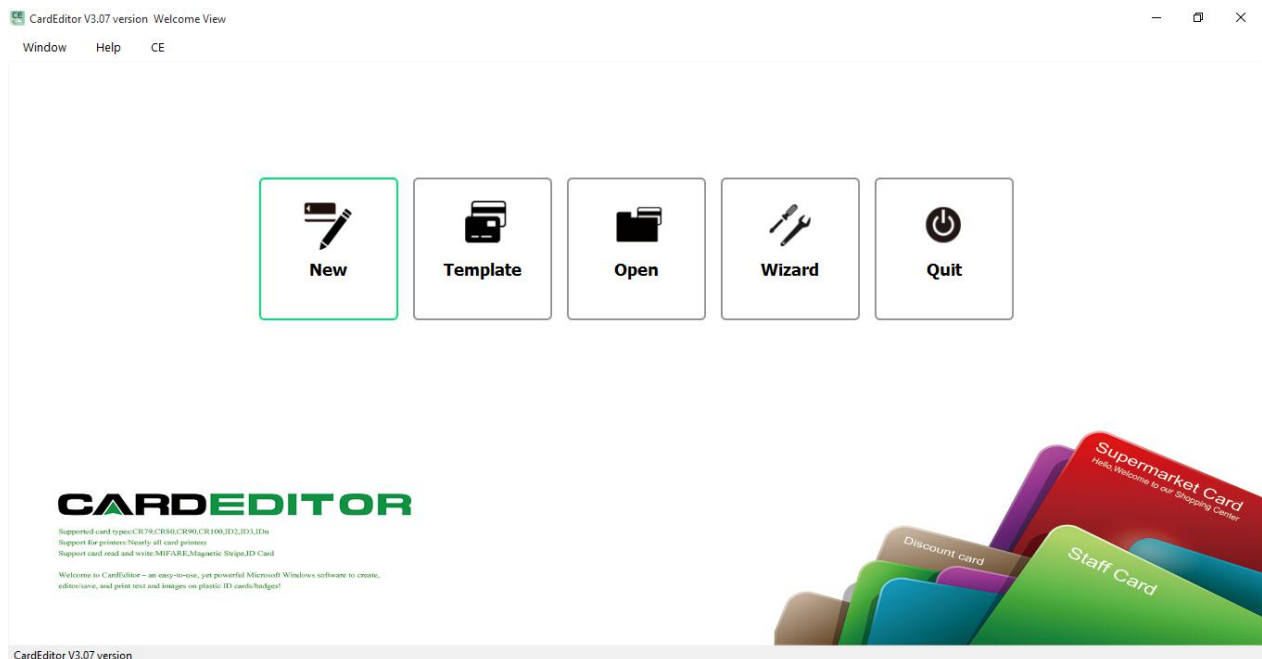 CE
CardEditor V3.07 version Welcome View
Window Help CE
New Template Open Wizard Quit
CARDEDITOR
Supported card types:CR79,CR80,CR90,CR100,ID2,ID3,IDn
Support for printers:Nearly all card printers
Support card read and write:MIFARE,Magnetic Stripe,ID Card
Welcome to CardEditor – an easy-to-use, yet powerful Microsoft Windows software to create,
editor/save, and print text and images on plastic ID cards/badges!
Supermarket Card
Hello,Welcome to our Shopping Center
Discount card
Staff Card
CardEditor V3.07 version